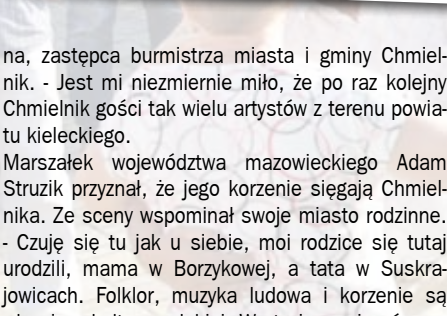 na, zastępca burmistrza miasta i gminy Chmiel-
nik. - Jest mi niezmiernie miło, że po raz kolejny
Chmielnik gości tak wielu artystów z terenu powia-
tu kieleckiego.
Marszałek województwa mazowieckiego Adam
Struzik przyznał, że jego korzenie sięgają Chmiel-
nika. Ze sceny wspominał swoje miasto rodzinne.
- Czuję się tu jak u siebie, moi rodzice się tutaj
urodzili, mama w Borzykowej, a tata w Suskra-
jowicach. Folklor, muzyka ludowa i korzenie są